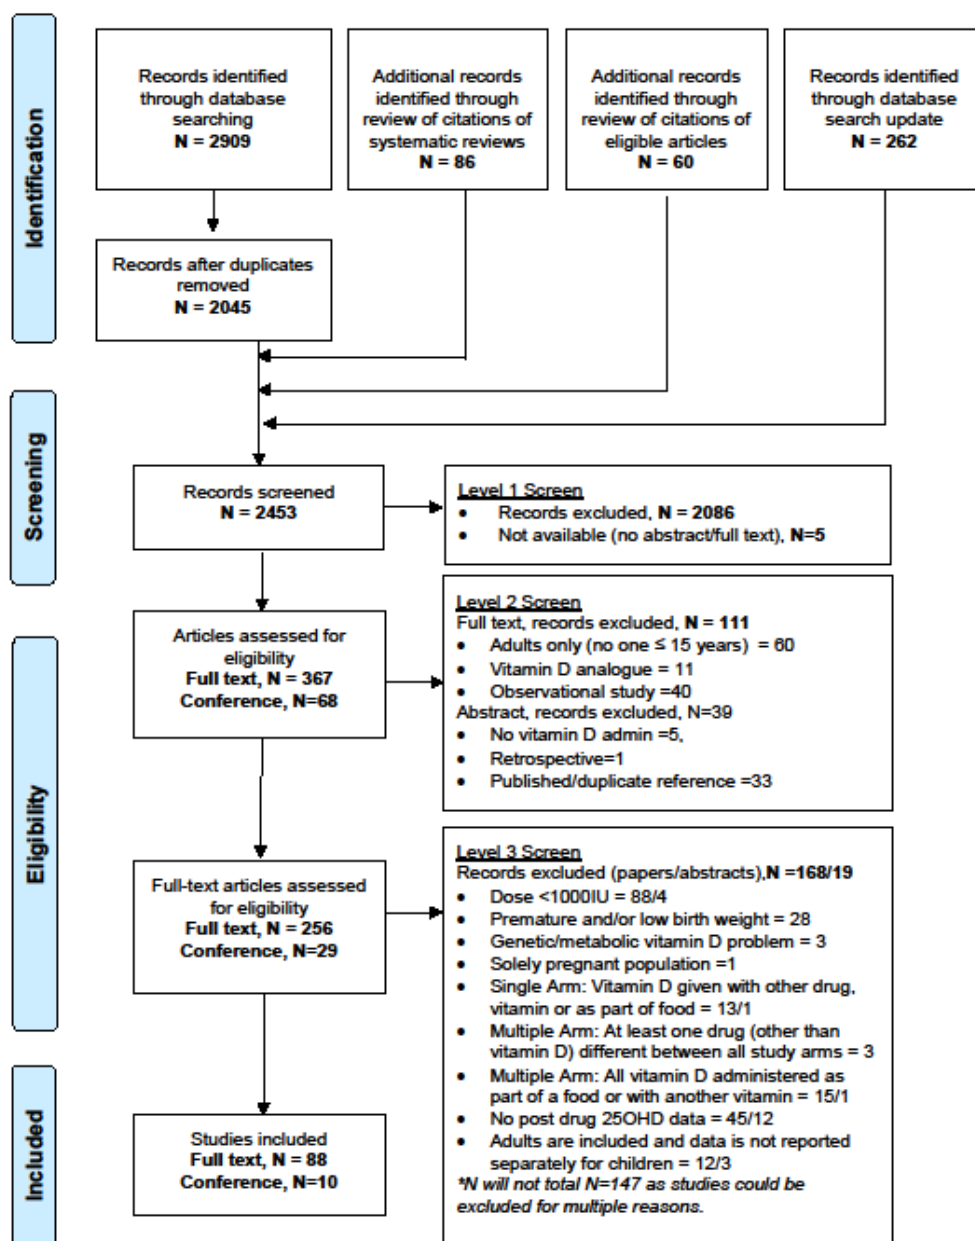 Identification
Records identified
through database
searching
N = 2909
Additional records
identified through
review of citations of
systematic reviews
N = 86
Additional records
identified through
review of citations of
eligible articles
N = 60
Records identified
through database
search update
N = 262
Records after duplicates
removed
N = 2045
Screening
Records screened
N = 2453
Level 1 Screen
• Records excluded, N = 2086
• Not available (no abstract/full text), N=5
Eligibility
Articles assessed for
eligibility
Full text, N = 367
Conference, N=68
Level 2 Screen
Full text, records excluded, N = 111
• Adults only (no one ≤ 15 years) = 60
• Vitamin D analogue = 11
• Observational study =40
Abstract, records excluded, N=39
• No vitamin D admin =5,
• Retrospective=1
• Published/duplicate reference =33
Full-text articles assessed
for eligibility
Full text, N = 256
Conference, N=29
Level 3 Screen
Records excluded (papers/abstracts),N =168/19
• Dose <1000IU = 88/4
• Premature and/or low birth weight = 28
• Genetic/metabolic vitamin D problem = 3
• Solely pregnant population =1
• Single Arm: Vitamin D given with other drug,
vitamin or as part of food = 13/1
• Multiple Arm: At least one drug (other than
vitamin D) different between all study arms = 3
• Multiple Arm: All vitamin D administered as
part of a food or with another vitamin = 15/1
• No post drug 25OHD data = 45/12
• Adults are included and data is not reported
separately for children = 12/3
*N will not total N=147 as studies could be
excluded for multiple reasons.
Included
Studies included
Full text, N = 88
Conference, N=10